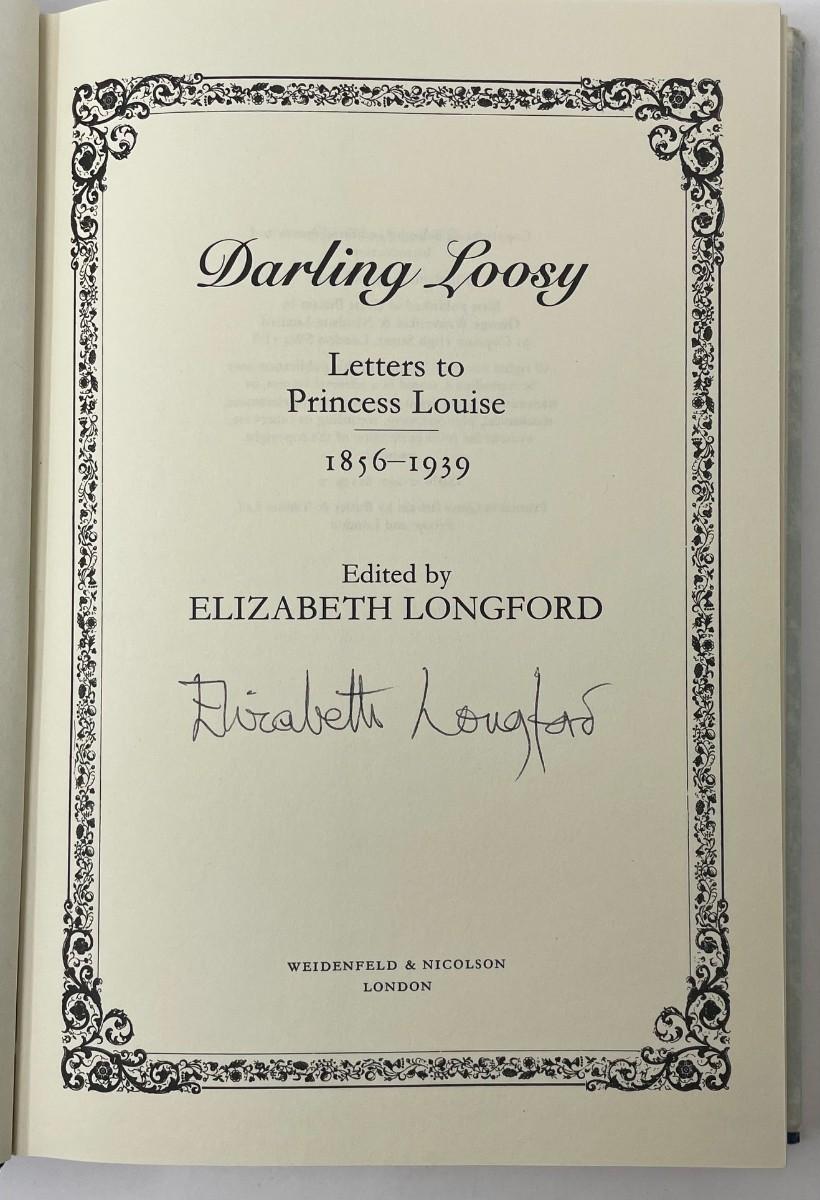 Darling Loosy
Letters to
Princess Louise
1856–1939
Edited by
ELIZABETH LONGFORD
Elizabeth Longford
WEIDENFELD & NICOLSON
LONDON